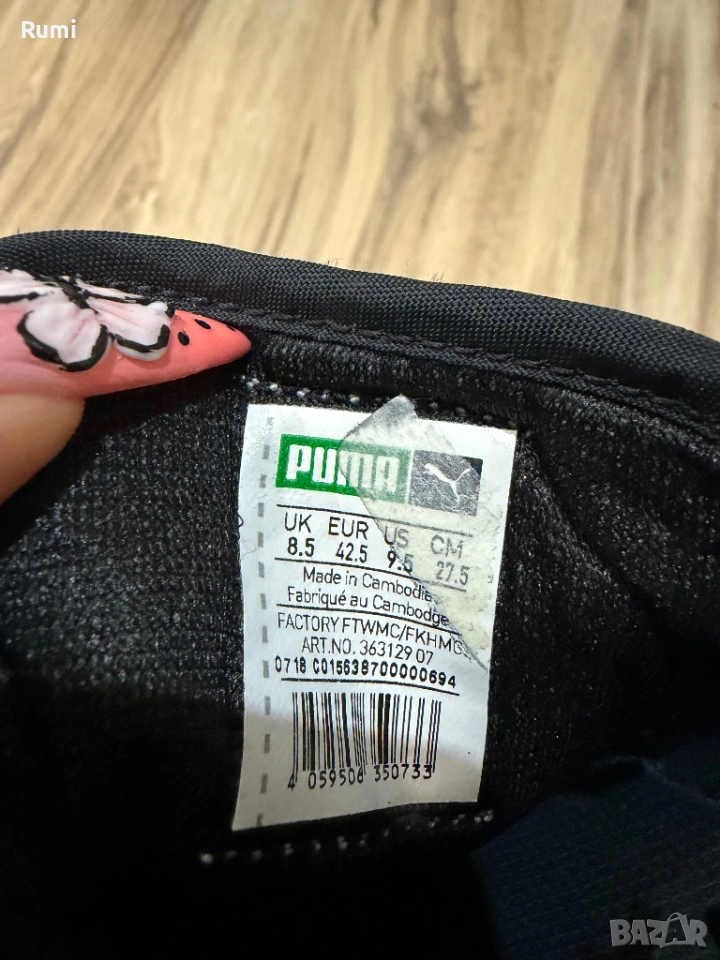 Rumi
PUMA
UK EUR US CM
8.5 42.5 9.5 27.5
Made in Cambodia
Fabriqué au Cambodge
FACTORY FTWMC/FKHMG
ART.NO. 363129 07
0718 C015638700000694
4 059506 350733
BAZAR